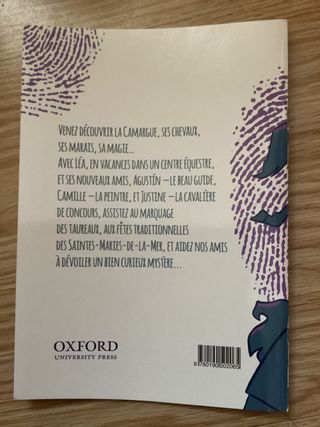 VENEZ DÉCOUVRIR LA CAMARGUE, SES CHEVAUX,
SES MARAIS, SA MAGIE...
AVEC LÉA, EN VACANCES DANS UN CENTRE ÉQUESTRE,
ET SES NOUVEAUX AMIS, AGUSTÍN –LE BEAU GUIDE,
CAMILLE –LA PEINTRE, ET JUSTINE –LA CAVALIÈRE
DE CONCOURS, ASSISTEZ AU MARQUAGE
DES TAUREAUX, AUX FÊTES TRADITIONNELLES
DES SAINTES-MARIES-DE-LA-MER, ET AIDEZ NOS AMIS
À DÉVOILER UN BIEN CURIEUX MYSTÈRE...
OXFORD
UNIVERSITY PRESS
9780190502065